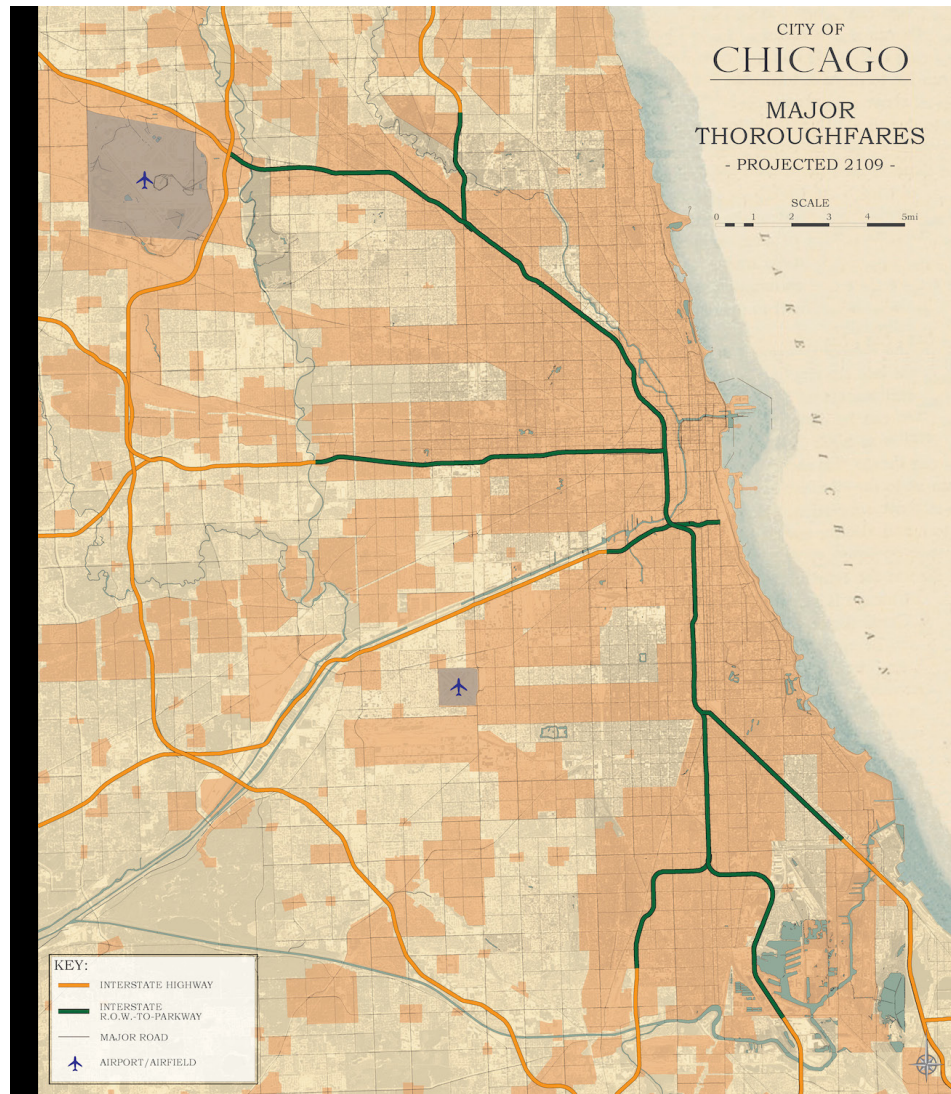 CITY OF
CHICAGO
MAJOR
THOROUGHFARES
- PROJECTED 2109 -
SCALE
0 1 2 3 4 5mi
LAKE MICHIGAN
KEY:
INTERSTATE HIGHWAY
INTERSTATE
R.O.W.-TO-PARKWAY
MAJOR ROAD
AIRPORT/AIRFIELD